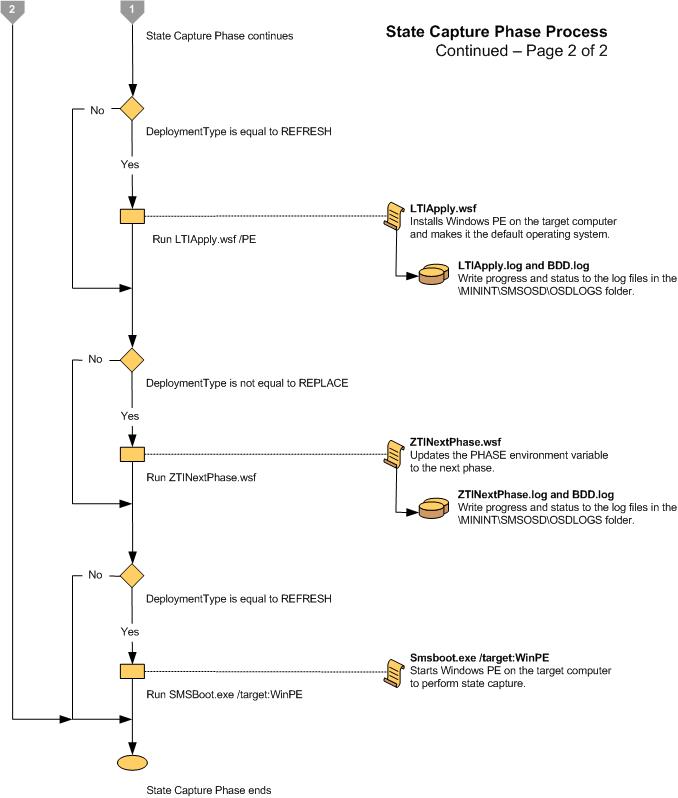 2
1
State Capture Phase Process
Continued – Page 2 of 2
State Capture Phase continues
No
DeploymentType is equal to REFRESH
Yes
LTIApply.wsf
Installs Windows PE on the target computer
and makes it the default operating system.
Run LTIApply.wsf /PE
LTIApply.log and BDD.log
Write progress and status to the log files in the
\MININT\SMSOSD\OSDLOGS folder.
No
DeploymentType is not equal to REPLACE
Yes
ZTINextPhase.wsf
Updates the PHASE environment variable
to the next phase.
Run ZTINextPhase.wsf
ZTINextPhase.log and BDD.log
Write progress and status to the log files in the
\MININT\SMSOSD\OSDLOGS folder.
No
DeploymentType is equal to REFRESH
Yes
Smsboot.exe /target:WinPE
Starts Windows PE on the target computer
to perform state capture.
Run SMSBoot.exe /target:WinPE
State Capture Phase ends